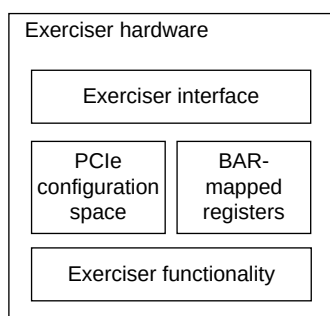 Exerciser hardware
Exerciser interface
PCIe
configuration
space
BAR-
mapped
registers
Exerciser functionality